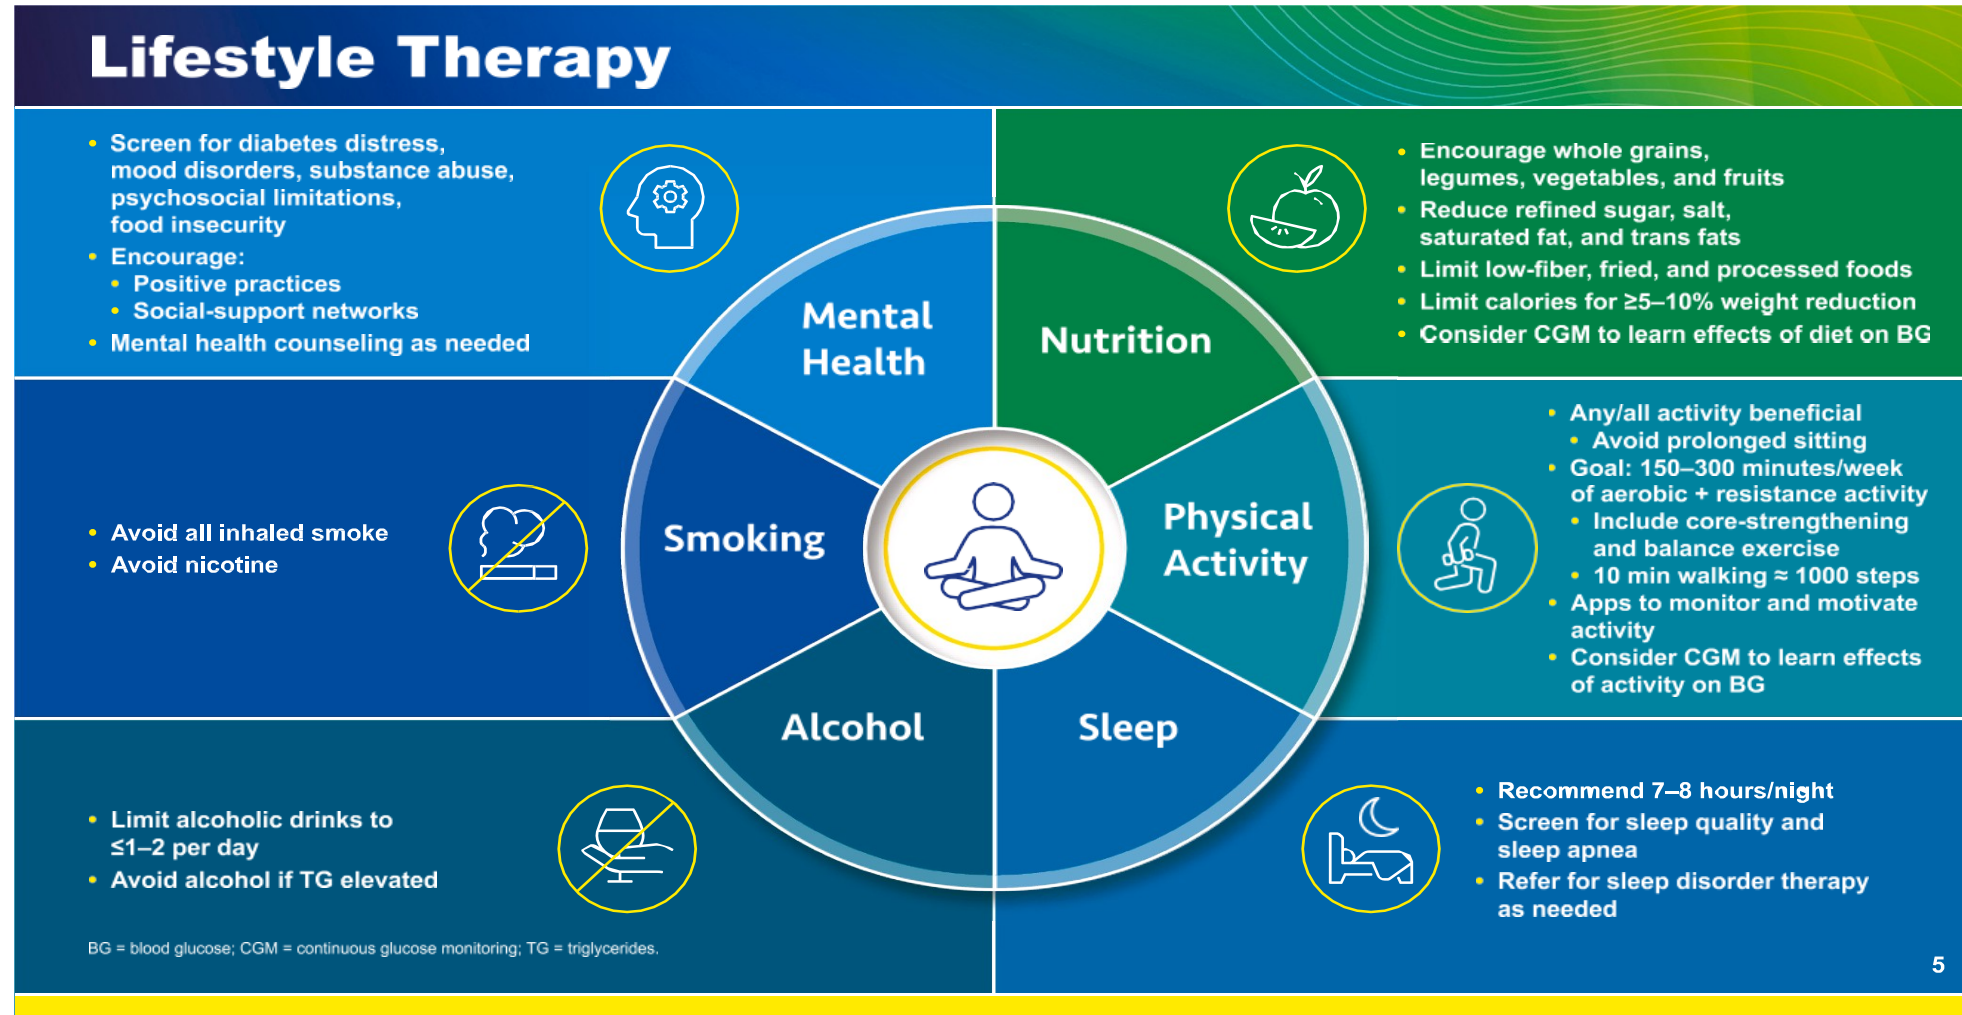 Lifestyle Therapy
• Screen for diabetes distress,
mood disorders, substance abuse,
psychosocial limitations,
food insecurity
• Encourage:
• Positive practices
• Social-support networks
• Mental health counseling as needed
• Encourage whole grains,
legumes, vegetables, and fruits
• Reduce refined sugar, salt,
saturated fat, and trans fats
• Limit low-fiber, fried, and processed foods
• Limit calories for ≥5–10% weight reduction
• Consider CGM to learn effects of diet on BG
Mental
Health
Nutrition
• Avoid all inhaled smoke
• Avoid nicotine
Smoking
Physical
Activity
• Any/all activity beneficial
• Avoid prolonged sitting
• Goal: 150–300 minutes/week
of aerobic + resistance activity
• Include core-strengthening
and balance exercise
• 10 min walking ≈ 1000 steps
• Apps to monitor and motivate
activity
• Consider CGM to learn effects
of activity on BG
Alcohol
Sleep
• Limit alcoholic drinks to
≤1–2 per day
• Avoid alcohol if TG elevated
• Recommend 7–8 hours/night
• Screen for sleep quality and
sleep apnea
• Refer for sleep disorder therapy
as needed
BG = blood glucose; CGM = continuous glucose monitoring; TG = triglycerides.
5